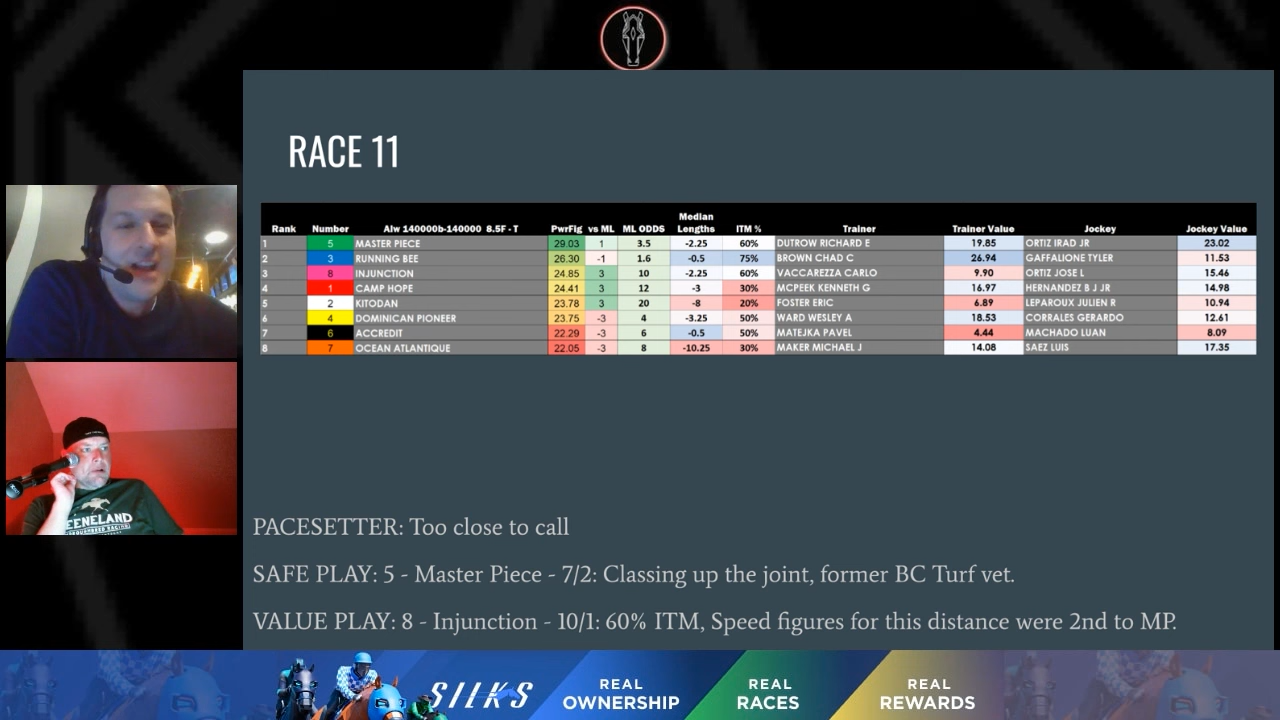 RACE 11
Median
Rank Number Alw 140000b-140000 8.5F - T PwrFig vs ML ML ODDS Lengths ITM % Trainer Trainer Value Jockey Jockey Value
1 5 MASTER PIECE 29.03 1 3.5 -2.25 60% DUTROW RICHARD E 19.85 ORTIZ IRAD JR 23.02
2 3 RUNNING BEE 26.30 -1 1.6 -0.5 75% BROWN CHAD C 26.94 GAFFALIONE TYLER 11.53
3 8 INJUNCTION 24.85 3 10 -2.25 60% VACCAREZZA CARLO 9.90 ORTIZ JOSE L 15.46
4 1 CAMP HOPE 24.41 3 12 -3 30% MCPEEK KENNETH G 16.97 HERNANDEZ B J JR 14.98
5 2 KITODAN 23.78 3 20 -8 20% FOSTER ERIC 6.89 LEPAROUX JULIEN R 10.94
6 4 DOMINICAN PIONEER 23.75 -3 4 -3.25 50% WARD WESLEY A 18.53 CORRALES GERARDO 12.61
7 6 ACCREDIT 22.29 -3 6 -0.5 50% MATEJKA PAVEL 4.44 MACHADO LUAN 8.09
8 7 OCEAN ATLANTIQUE 22.05 -3 8 -10.25 30% MAKER MICHAEL J 14.08 SAEZ LUIS 17.35
EENELAND
PACESETTER: Too close to call
SAFE PLAY: 5 - Master Piece - 7/2: Classing up the joint, former BC Turf vet.
VALUE PLAY: 8 - Injunction - 10/1: 60% ITM, Speed figures for this distance were 2nd to MP.
SILKS
REAL OWNERSHIP
REAL RACES
REAL REWARDS